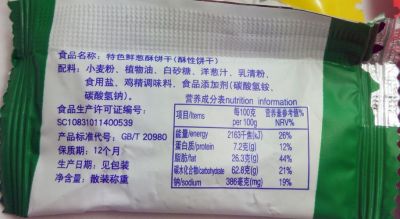 食品名称：特色鲜葱酥饼干(酥性饼干)
配料：小麦粉、植物油、白砂糖、洋葱汁、乳清粉、
食用盐、鸡精调味料、食品添加剂(碳酸氢铵、
碳酸氢钠)。
营养成分表nutrition information
食品生产许可证编号：
SC10831011400539
产品标准代号：GB/T 20980
保质期：12个月
生产日期：见包装
净含量：散装称重
项目/Items 每100克 per 100g 营养素参考值% NRV%
能量/energy 2163千焦(kJ) 26%
蛋白质/protein 7.2克(g) 12%
脂肪/fat 26.3克(g) 44%
碳水化合物/carbohydrate 62.8克(g) 21%
钠/sodium 386毫克(mg) 19%